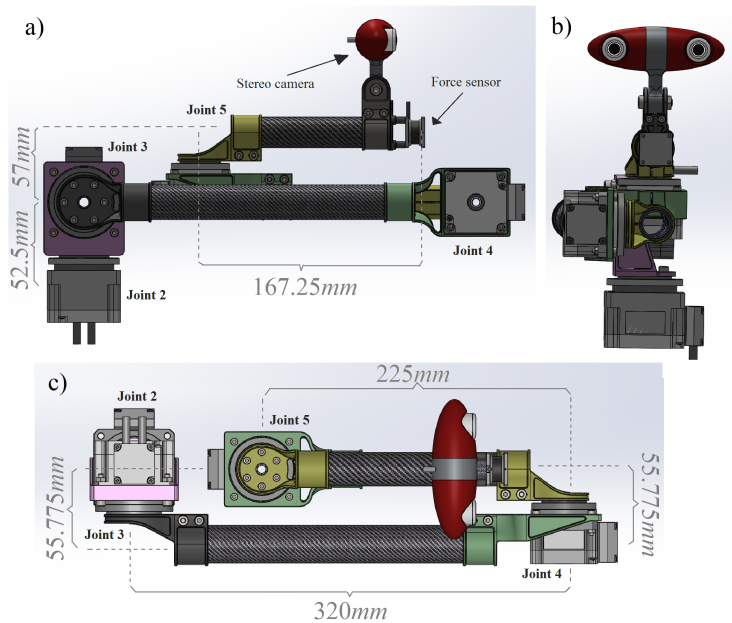 a)
b)
Stereo camera
Force sensor
Joint 5
Joint 3
57mm
52.5mm
Joint 4
167.25mm
Joint 2
c)
225mm
Joint 2
Joint 5
55.775mm
55.775mm
Joint 3
Joint 4
320mm